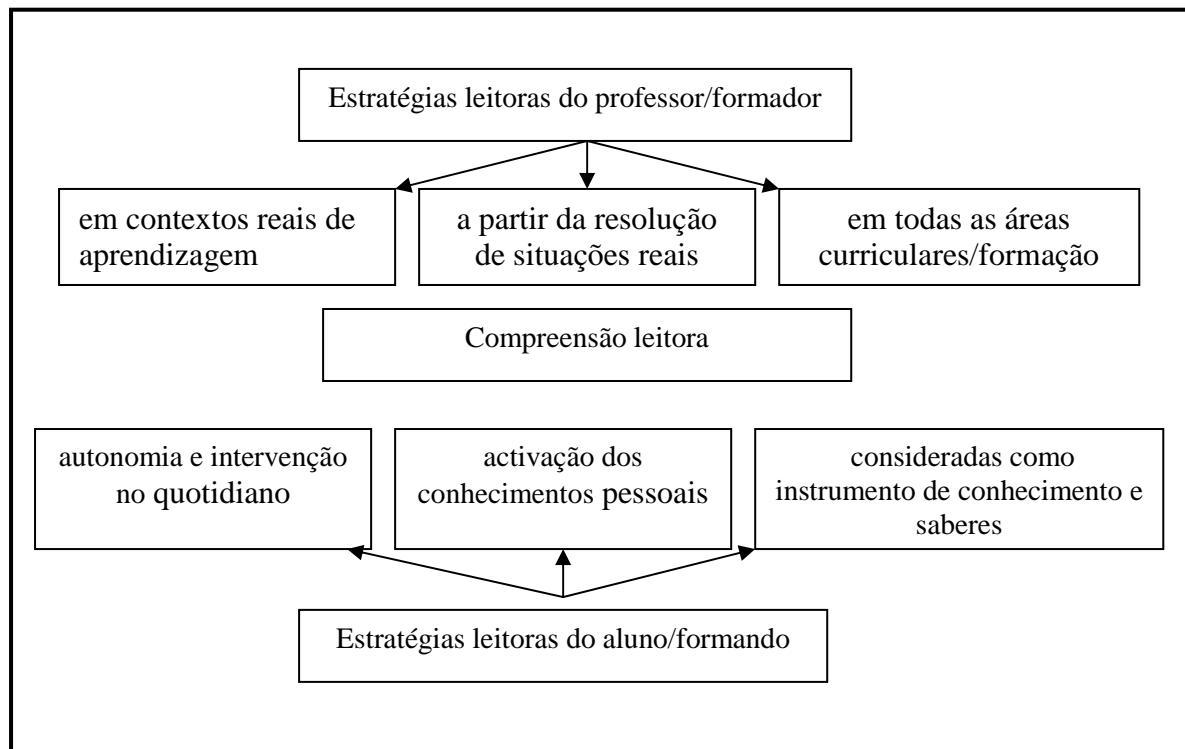 Estratégias leitoras do professor/formador
em contextos reais de
aprendizagem
a partir da resolução
de situações reais
em todas as áreas
curriculares/formação
Compreensão leitora
autonomia e intervenção
no quotidiano
activação dos
conhecimentos pessoais
consideradas como
instrumento de conhecimento e
saberes
Estratégias leitoras do aluno/formando